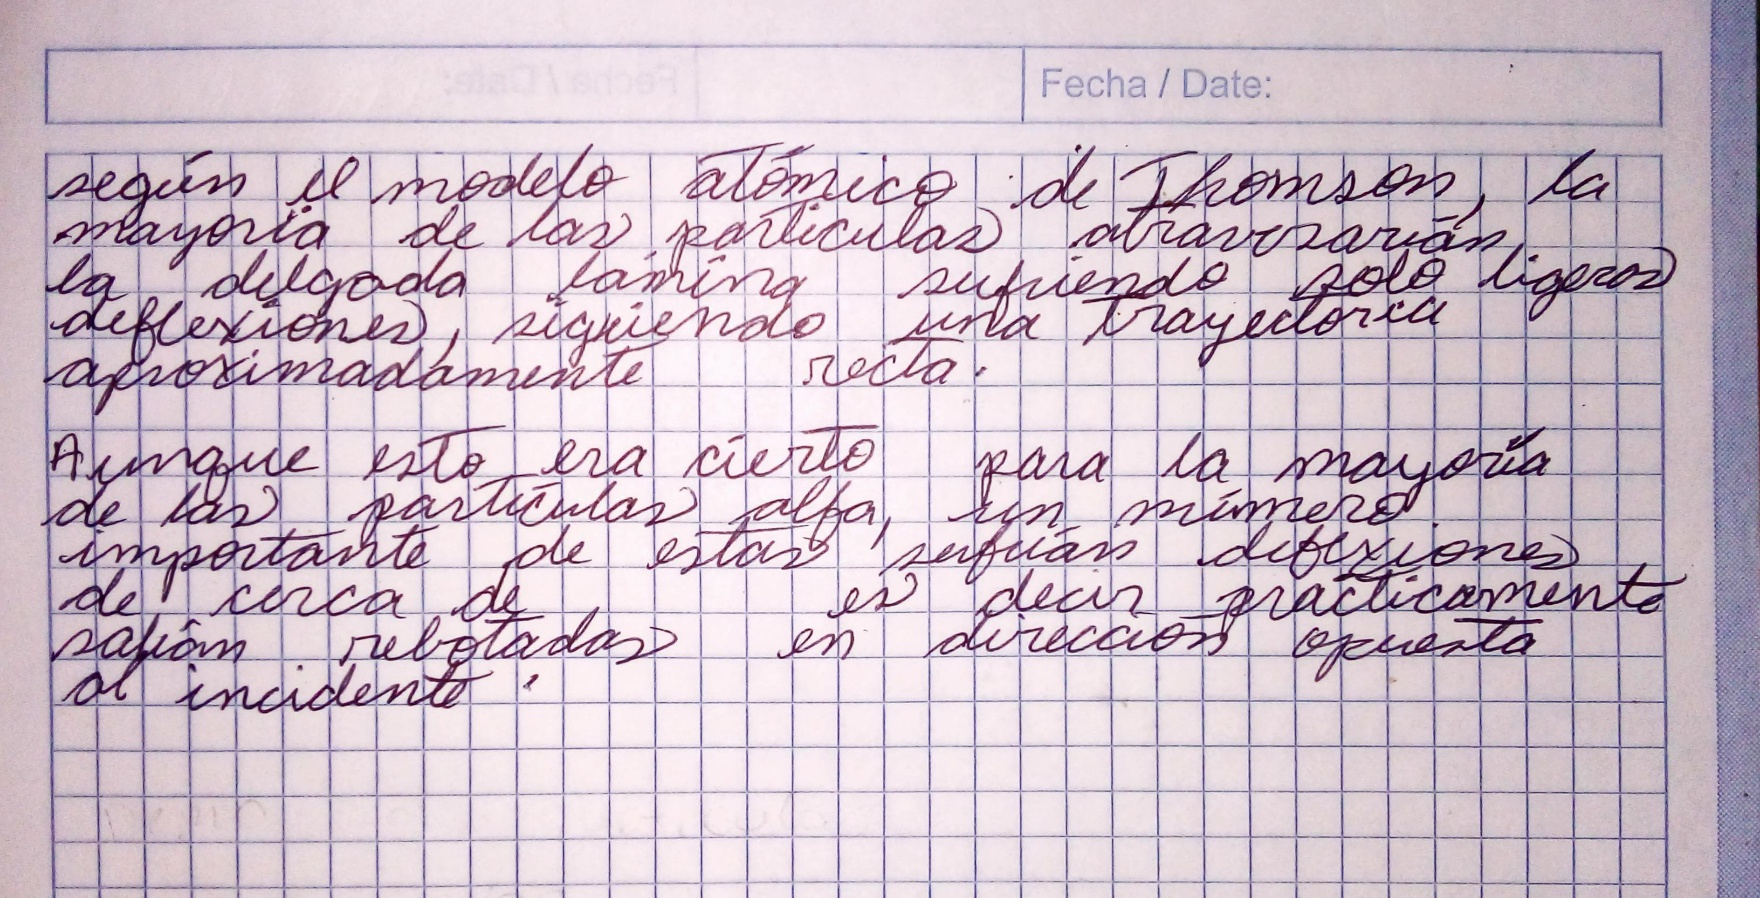 Fecha / Date:
según el modelo atómico de Thomson, la
mayoría de las particulas atravesarián
la delgada lámina sufriendo solo ligeras
deflexiones, siguiendo una trayectoria
aproximadamente recta.
Aunque esto era cierto para la mayoría
de las partículas alfa, un número
importante de estas sufrían deflexiones
de cerca de es decir prácticamente
salían rebotadas en dirección opuesta
al incidente.